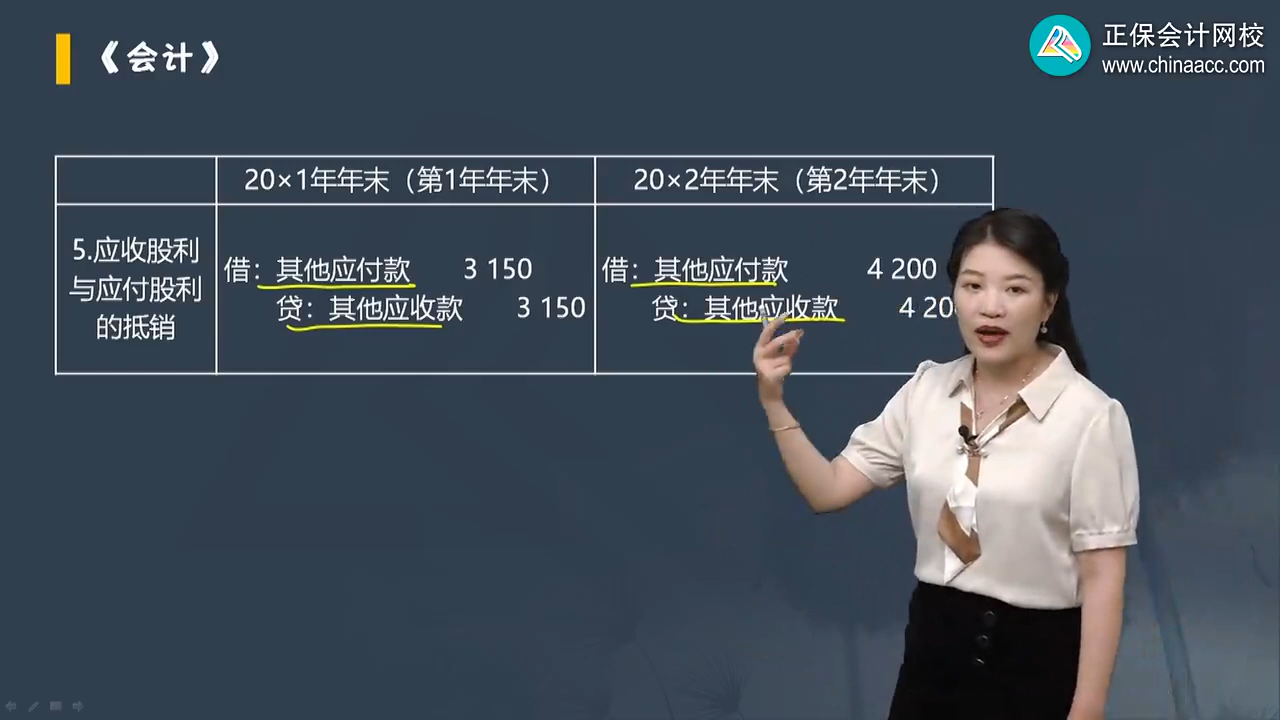 《会计》
正保会计网校
www.chinaacc.com
20×1年年末（第1年年末）
20×2年年末（第2年年末）
5.应收股利
与应付股利
的抵销
借：其他应付款 3 150
贷：其他应收款 3 150
借：其他应付款 4 200
贷：其他应收款 4 20